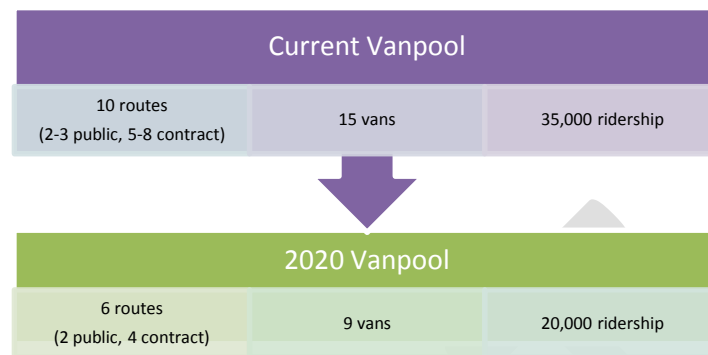 Current Vanpool
10 routes
(2-3 public, 5-8 contract)
15 vans
35,000 ridership
2020 Vanpool
6 routes
(2 public, 4 contract)
9 vans
20,000 ridership